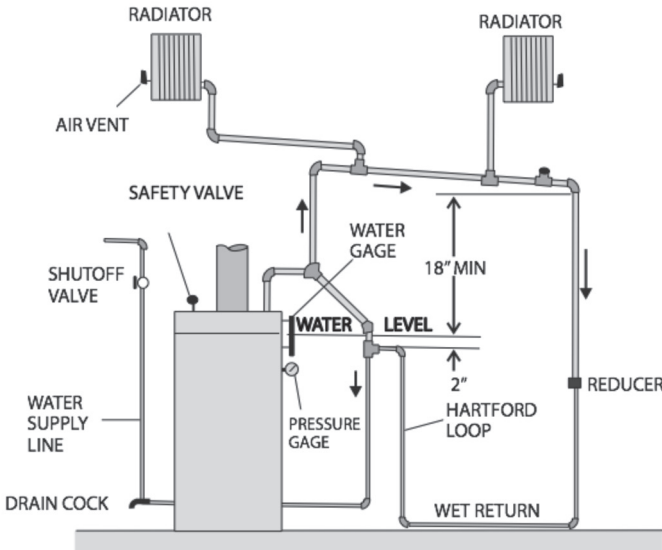 RADIATOR
RADIATOR
AIR VENT
SAFETY VALVE
WATER
GAGE
SHUTOFF
VALVE
18" MIN
WATER LEVEL
2"
REDUCER
WATER
SUPPLY
LINE
PRESSURE
GAGE
HARTFORD
LOOP
DRAIN COCK
WET RETURN